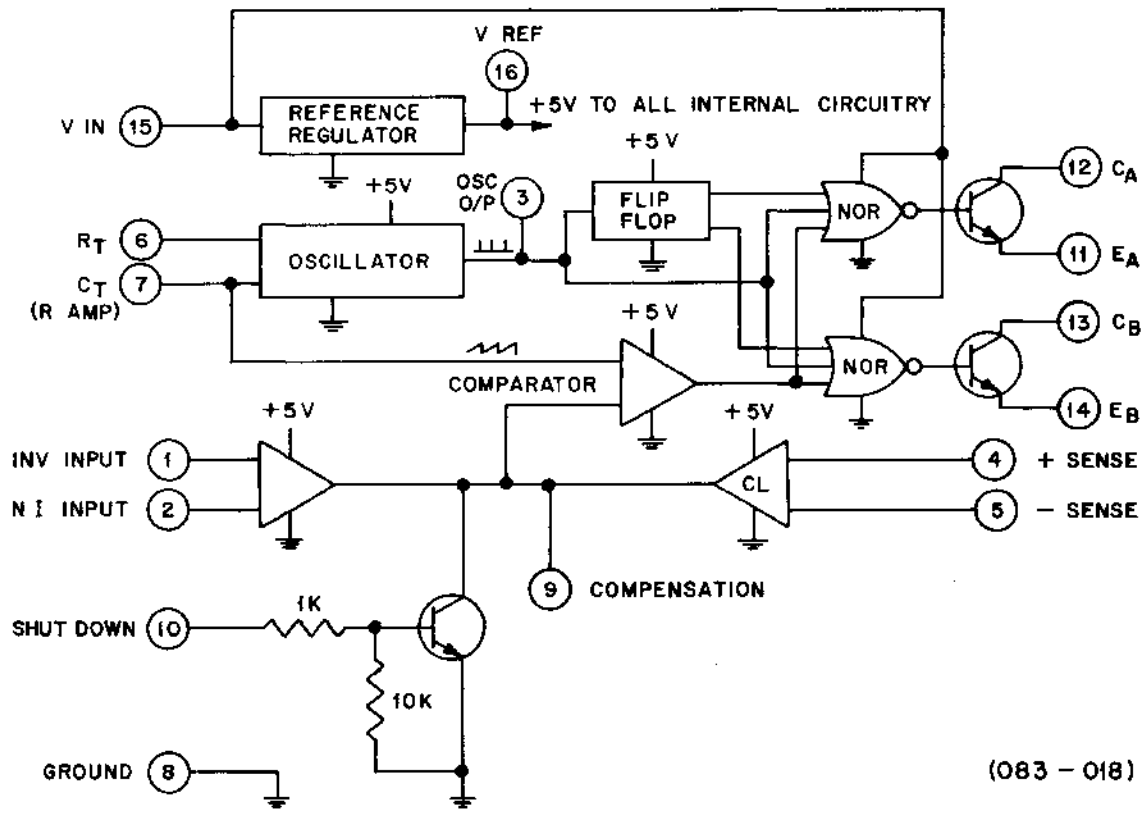 V REF
16
V IN 15
REFERENCE
REGULATOR
+5V TO ALL INTERNAL CIRCUITRY
+5V
+5V
OSC
O/P
3
FLIP
FLOP
NOR
12 CA
11 EA
RT 6
CT 7
(R AMP)
OSCILLATOR
+5V
COMPARATOR
NOR
13 CB
14 EB
+5V
+5V
INV INPUT 1
N I INPUT 2
CL
4 + SENSE
5 - SENSE
9 COMPENSATION
1K
SHUT DOWN 10
10K
GROUND 8
(083 - 018)